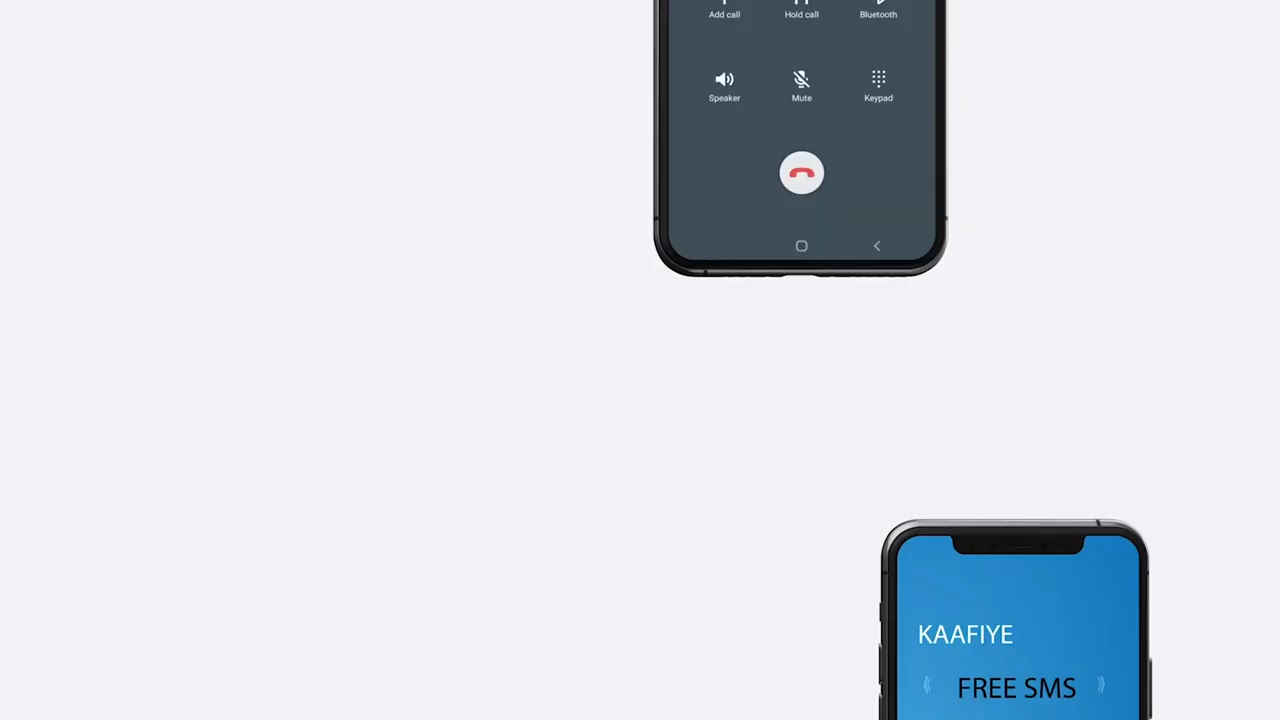 Add call Hold call Bluetooth
Speaker Mute Keypad
KAAFIYE
FREE SMS